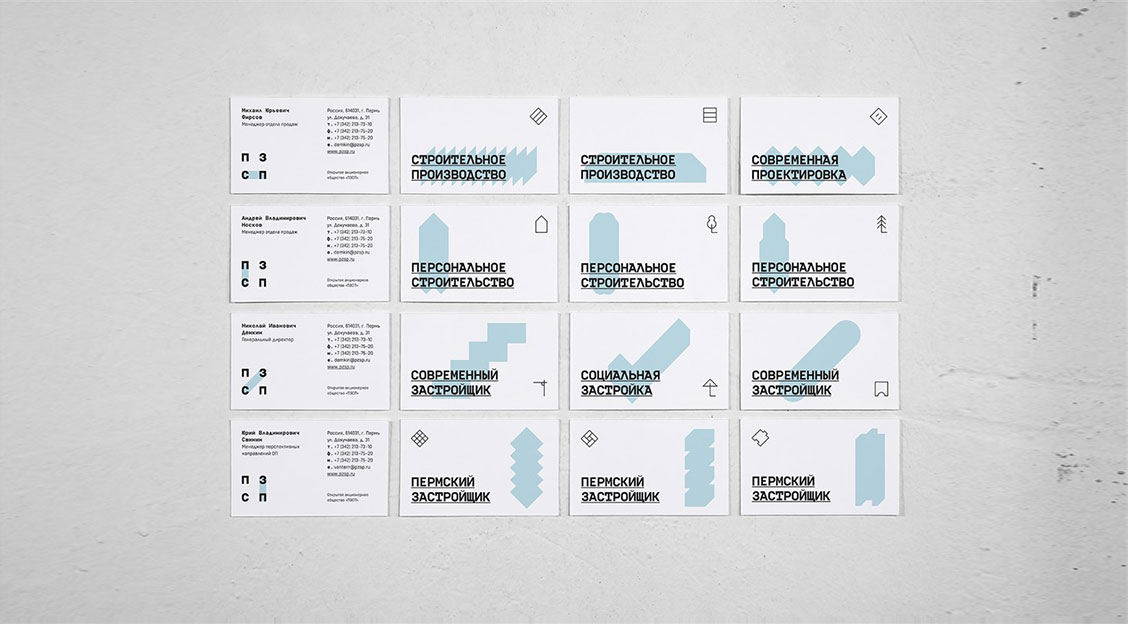 Михаил Юрьевич
Фирсов
Менеджер отдела продаж
П З
С П
Россия, 614031, г. Пермь
ул. Докучаева, д. 31
т. +7 (342) 213-73-10
ф. +7 (342) 213-75-20
м. +7 (342) 213-75-20
e. demkin@pzsp.ru
www.pzsp.ru
Открытое акционерное
общество «ПЗСП»
СТРОИТЕЛЬНОЕ
ПРОИЗВОДСТВО
СТРОИТЕЛЬНОЕ
ПРОИЗВОДСТВО
СОВРЕМЕННАЯ
ПРОЕКТИРОВКА
Андрей Владимирович
Носков
Менеджер отдела продаж
П З
С П
Россия, 614031, г. Пермь
ул. Докучаева, д. 31
т. +7 (342) 213-73-10
ф. +7 (342) 213-75-20
м. +7 (342) 213-75-20
e. demkin@pzsp.ru
www.pzsp.ru
Открытое акционерное
общество «ПЗСП»
ПЕРСОНАЛЬНОЕ
СТРОИТЕЛЬСТВО
ПЕРСОНАЛЬНОЕ
СТРОИТЕЛЬСТВО
ПЕРСОНАЛЬНОЕ
СТРОИТЕЛЬСТВО
Николай Иванович
Дёмкин
Генеральный директор
П З
С П
Россия, 614031, г. Пермь
ул. Докучаева, д. 31
т. +7 (342) 213-73-10
ф. +7 (342) 213-75-20
м. +7 (342) 213-75-20
e. demkin@pzsp.ru
www.pzsp.ru
Открытое акционерное
общество «ПЗСП»
СОВРЕМЕННЫЙ
ЗАСТРОЙЩИК
СОЦИАЛЬНАЯ
ЗАСТРОЙКА
СОВРЕМЕННЫЙ
ЗАСТРОЙЩИК
Юрий Владимирович
Свинин
Менеджер перспективных
направлений ОП
П З
С П
Россия, 614031, г. Пермь
ул. Докучаева, д. 31
т. +7 (342) 213-73-10
ф. +7 (342) 213-75-20
м. +7 (342) 213-75-20
www.pzsp.ru
Открытое акционерное
общество «ПЗСП»
ПЕРМСКИЙ
ЗАСТРОЙЩИК
ПЕРМСКИЙ
ЗАСТРОЙЩИК
ПЕРМСКИЙ
ЗАСТРОЙЩИК